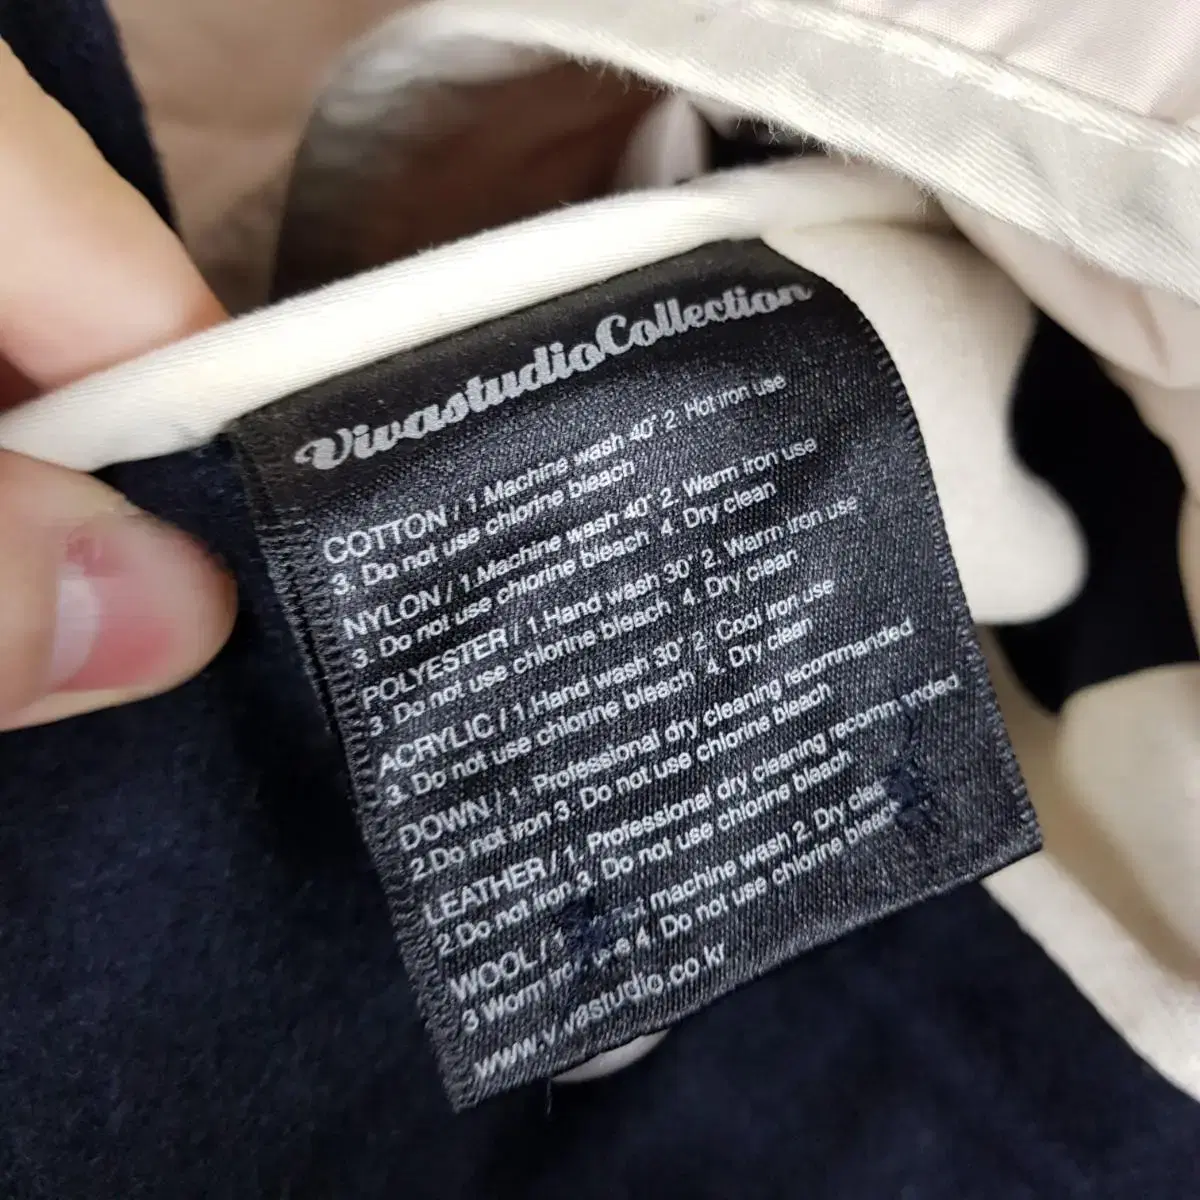 VivastudioCollection
COTTON / 1.Machine wash 40° 2. Hot iron use
3. Do not use chlorine bleach
NYLON / 1.Machine wash 40° 2. Warm iron use
3. Do not use chlorine bleach 4. Dry clean
POLYESTER / 1.Hand wash 30° 2. Warm iron use
3 Do not use chlorine bleach 4. Dry clean
ACRYLIC / 1.Hand wash 30° 2. Cool iron use
3. Do not use chlorine bleach 4. Dry clean
DOWN / 1. Professional dry cleaning recommanded
2.Do not iron 3. Do not use chlorine bleach
LEATHER / 1. Professional dry cleaning recommanded
2.Do not iron 3. Do not use chlorine bleach
WOOL / 1 not machine wash 2. Dry clean
3 Worm iron use 4. Do not use chlorine bleach
www.vivastudio.co.kr